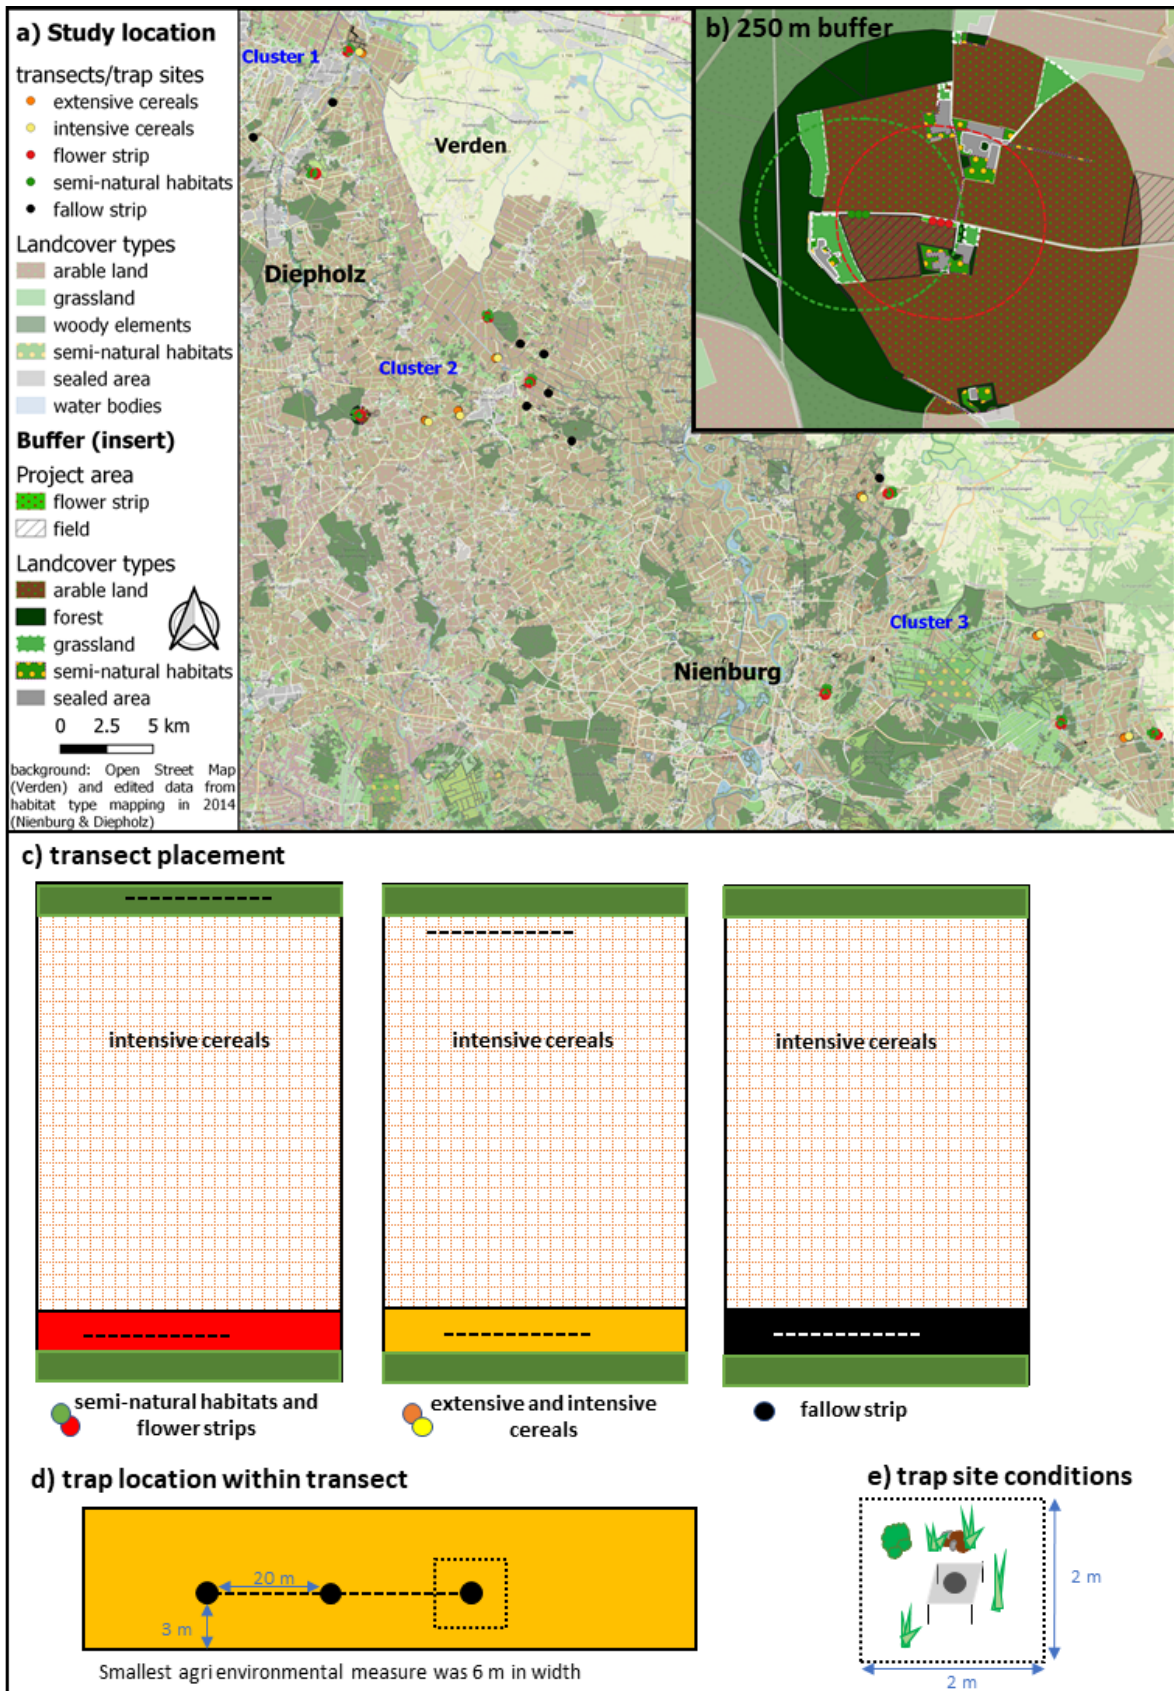 a) Study location
transects/trap sites
extensive cereals
intensive cereals
flower strip
semi-natural habitats
fallow strip
Landcover types
arable land
grassland
woody elements
semi-natural habitats
sealed area
water bodies
Buffer (insert)
Project area
flower strip
field
Landcover types
arable land
forest
grassland
semi-natural habitats
sealed area
0 2.5 5 km
background: Open Street Map
(Verden) and edited data from
habitat type mapping in 2014
(Nienburg & Diepholz)
Cluster 1
Verden
Diepholz
Cluster 2
Cluster 3
Nienburg
b) 250 m buffer
c) transect placement
intensive cereals
intensive cereals
intensive cereals
semi-natural habitats and
flower strips
extensive and intensive
cereals
fallow strip
d) trap location within transect
20 m
3 m
Smallest agri environmental measure was 6 m in width
e) trap site conditions
2 m
2 m